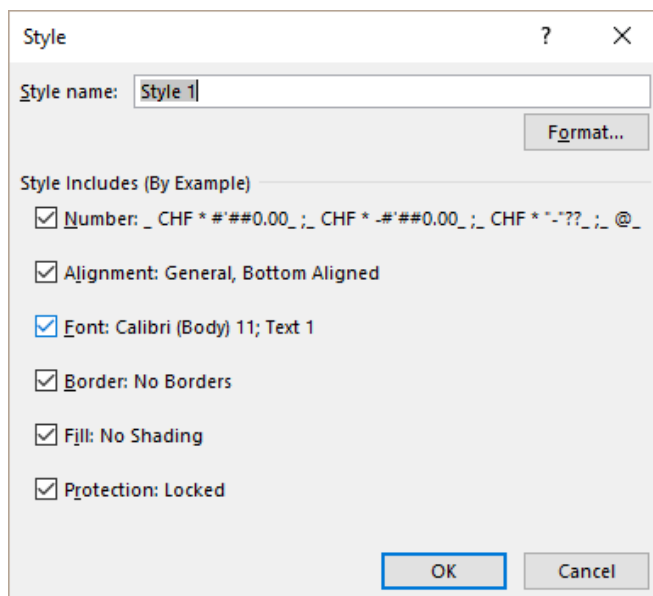 Style
Style name: Style 1
Format...
Style Includes (By Example)
Number: _ CHF * #'##0.00_ ;_ CHF * -#'##0.00_ ;_ CHF * "-"??_ ;_ @_
Alignment: General, Bottom Aligned
Font: Calibri (Body) 11; Text 1
Border: No Borders
Fill: No Shading
Protection: Locked
OK Cancel